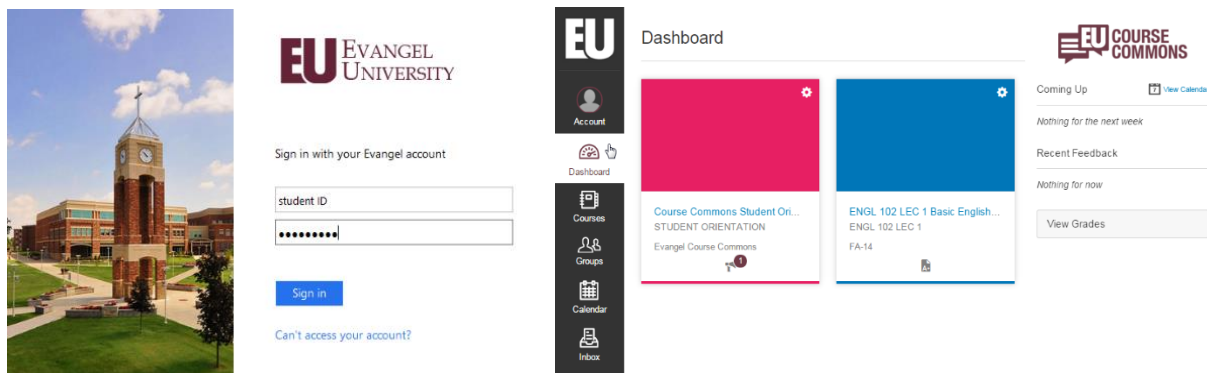 EU EVANGEL
UNIVERSITY
Sign in with your Evangel account
student ID
•••••••••
Sign in
Can't access your account?
EU
Account
Dashboard
Courses
Groups
Calendar
Inbox
Dashboard
Course Commons Student Ori...
STUDENT ORIENTATION
Evangel Course Commons
1
ENGL 102 LEC 1 Basic English...
ENGL 102 LEC 1
FA-14
EU COURSE
COMMONS
Coming Up
7 View Calenda
Nothing for the next week
Recent Feedback
Nothing for now
View Grades